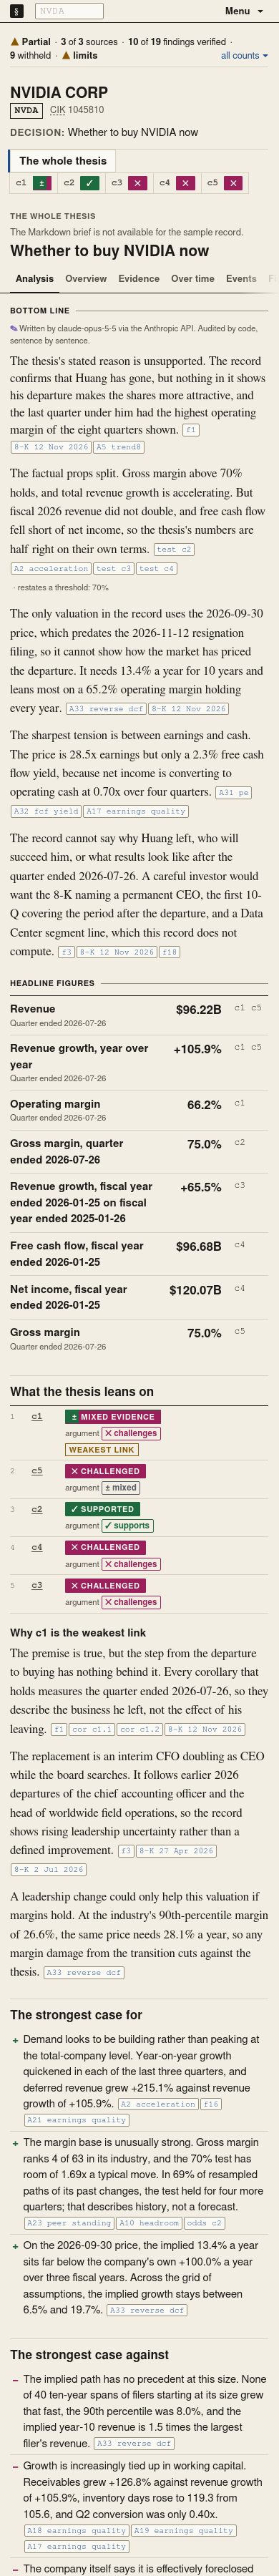 § NVDA Menu
▲ Partial · 3 of 3 sources · 10 of 19 findings verified ·
9 withheld · ▲ limits all counts
NVIDIA CORP
NVDA CIK 1045810
DECISION: Whether to buy NVIDIA now
The whole thesis
c1 ± c2 ✓ c3 ✕ c4 ✕ c5 ✕
THE WHOLE THESIS
The Markdown brief is not available for the sample record.
Whether to buy NVIDIA now
Analysis Overview Evidence Over time Events
BOTTOM LINE
✎ Written by claude-opus-5-5 via the Anthropic API. Audited by code,
sentence by sentence.
The thesis's stated reason is unsupported. The record
confirms that Huang has gone, but nothing in it shows
his departure makes the shares more attractive, and
the last quarter under him had the highest operating
margin of the eight quarters shown. f1
8-K 12 Nov 2026 A5 trend8
The factual props split. Gross margin above 70%
holds, and total revenue growth is accelerating. But
fiscal 2026 revenue did not double, and free cash flow
fell short of net income, so the thesis's numbers are
half right on their own terms. test c2
A2 acceleration test c3 test c4
· restates a threshold: 70%
The only valuation in the record uses the 2026-09-30
price, which predates the 2026-11-12 resignation
filing, so it cannot show how the market has priced
the departure. It needs 13.4% a year for 10 years and
leans most on a 65.2% operating margin holding
every year. A33 reverse dcf 8-K 12 Nov 2026
The sharpest tension is between earnings and cash.
The price is 28.5x earnings but only a 2.3% free cash
flow yield, because net income is converting to
operating cash at 0.70x over four quarters. A31 pe
A32 fcf yield A17 earnings quality
The record cannot say why Huang left, who will
succeed him, or what results look like after the
quarter ended 2026-07-26. A careful investor would
want the 8-K naming a permanent CEO, the first 10-
Q covering the period after the departure, and a Data
Center segment line, which this record does not
compute. f3 8-K 12 Nov 2026 f18
HEADLINE FIGURES
Revenue $96.22B c1 c5
Quarter ended 2026-07-26
Revenue growth, year over +105.9% c1 c5
year
Quarter ended 2026-07-26
Operating margin 66.2% c1
Quarter ended 2026-07-26
Gross margin, quarter 75.0% c2
ended 2026-07-26
Revenue growth, fiscal year +65.5% c3
ended 2026-01-25 on fiscal
year ended 2025-01-26
Free cash flow, fiscal year $96.68B c4
ended 2026-01-25
Net income, fiscal year $120.07B c4
ended 2026-01-25
Gross margin 75.0% c5
Quarter ended 2026-07-26
What the thesis leans on
1 c1 ± MIXED EVIDENCE
argument ✕ challenges
WEAKEST LINK
2 c5 ✕ CHALLENGED
argument ± mixed
3 c2 ✓ SUPPORTED
argument ✓ supports
4 c4 ✕ CHALLENGED
argument ✕ challenges
5 c3 ✕ CHALLENGED
argument ✕ challenges
Why c1 is the weakest link
The premise is true, but the step from the departure
to buying has nothing behind it. Every corollary that
holds measures the quarter ended 2026-07-26, so they
describe the business he left, not the effect of his
leaving. f1 cor c1.1 cor c1.2 8-K 12 Nov 2026
The replacement is an interim CFO doubling as CEO
while the board searches. It follows earlier 2026
departures of the chief accounting officer and the
head of worldwide field operations, so the record
shows rising leadership uncertainty rather than a
defined improvement. f3 8-K 27 Apr 2026
8-K 2 Jul 2026
A leadership change could only help this valuation if
margins hold. At the industry's 90th-percentile margin
of 26.6%, the same price needs 28.1% a year, so any
margin damage from the transition cuts against the
thesis. A33 reverse dcf
The strongest case for
+ Demand looks to be building rather than peaking at
the total-company level. Year-on-year growth
quickened in each of the last three quarters, and
deferred revenue grew +215.1% against revenue
growth of +105.9%. A2 acceleration f16
A21 earnings quality
+ The margin base is unusually strong. Gross margin
ranks 4 of 63 in its industry, and the 70% test has
room of 1.69x a typical move. In 69% of resampled
paths of its past changes, the test held for four more
quarters; that describes history, not a forecast.
A23 peer standing A10 headroom odds c2
+ On the 2026-09-30 price, the implied 13.4% a year
sits far below the company's own +100.0% a year
over three fiscal years. Across the grid of
assumptions, the implied growth stays between
6.5% and 19.7%. A33 reverse dcf
The strongest case against
− The implied path has no precedent at this size. None
of 40 ten-year spans of filers starting at its size grew
that fast, the 90th percentile was 8.0%, and the
implied year-10 revenue is 1.5 times the largest
filer's revenue. A33 reverse dcf
− Growth is increasingly tied up in working capital.
Receivables grew +126.8% against revenue growth
of +105.9%, inventory days rose to 119.3 from
105.6, and Q2 conversion was only 0.40x.
A18 earnings quality A19 earnings quality
A17 earnings quality
− The company itself says it is effectively foreclosed